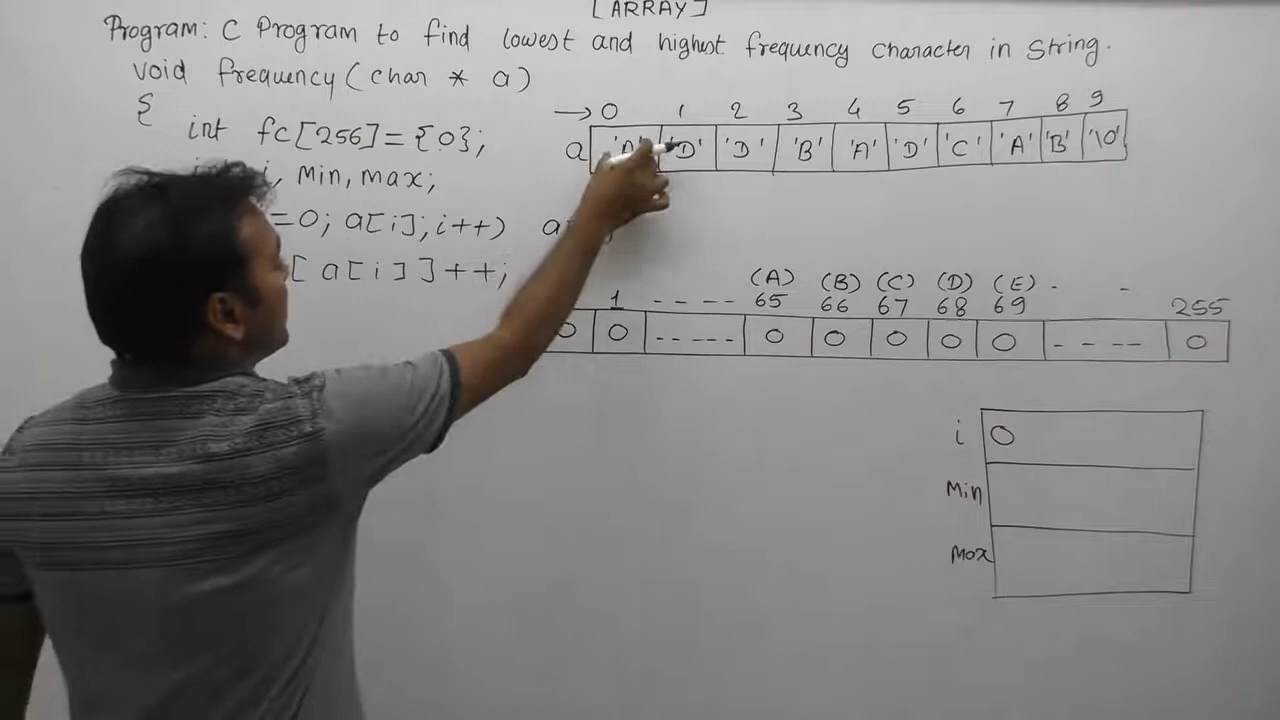 [ARRAY]
Program: C Program to find lowest and highest frequency character in String.
void frequency(char * a)
{
int fc[256]={0};
i, Min, max;
=0; a[i]; i++)
[a[i]]++;
→0 1 2 3 4 5 6 7 8 9
a 'A' 'D' 'D' 'B' 'A' 'D' 'C' 'A' 'B' '\0'
a
(A) (B) (C) (D) (E) - -
1 ---- 65 66 67 68 69 255
0 0 ----- 0 0 0 0 0 ---- 0
i 0
Min
Max